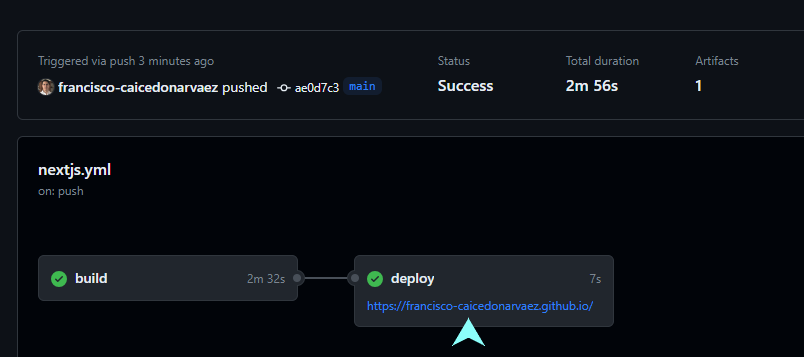 Triggered via push 3 minutes ago
francisco-caicedonarvaez pushed ae0d7c3 main
Status
Success
Total duration
2m 56s
Artifacts
1
nextjs.yml
on: push
build 2m 32s
deploy 7s
https://francisco-caicedonarvaez.github.io/